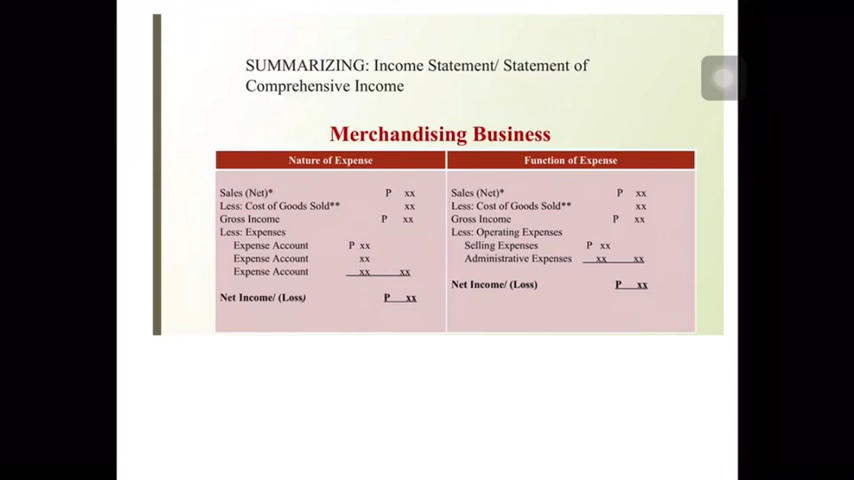 SUMMARIZING: Income Statement/ Statement of
Comprehensive Income
Merchandising Business
Nature of Expense
Sales (Net)* P xx
Less: Cost of Goods Sold** xx
Gross Income P xx
Less: Expenses
Expense Account P xx
Expense Account xx
Expense Account xx xx
Net Income/ (Loss) P xx
Function of Expense
Sales (Net)* P xx
Less: Cost of Goods Sold** xx
Gross Income P xx
Less: Operating Expenses
Selling Expenses P xx
Administrative Expenses xx xx
Net Income/ (Loss) P xx